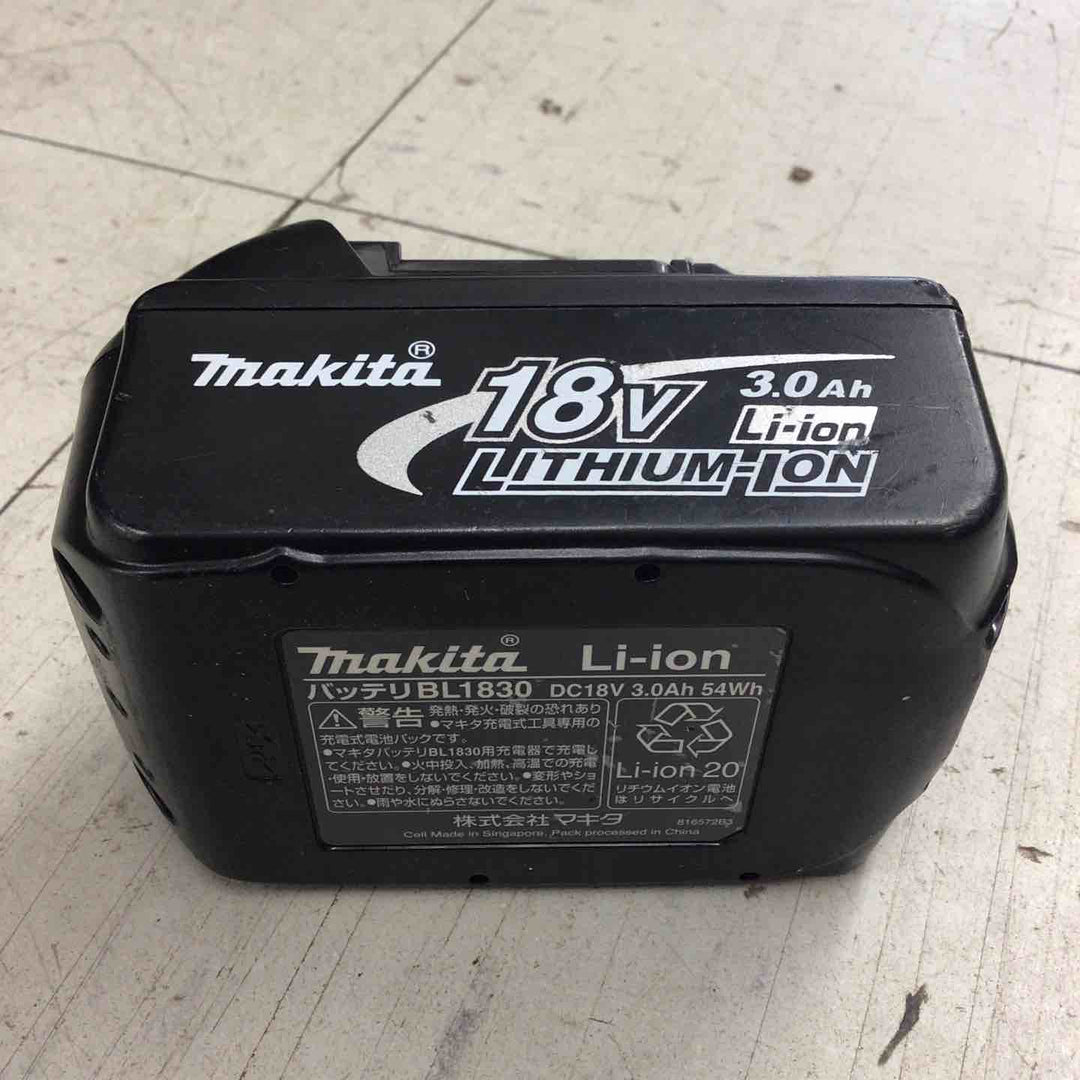 makita®
18V
3.0Ah
Li-ion
LITHIUM-ION
makita® Li-ion
バッテリBL1830 DC18V 3.0Ah 54Wh
警告 発熱・発火・破裂の恐れあり
●マキタ充電式工具専用の
充電式電池パックです。
●マキタバッテリBL1830用充電器で充電し
てください。●火中投入、加熱、高温での充電
・使用・放置をしないでください。●変形やショ
ートさせたり、分解・修理・改造をしないでくだ
さい。●雨や水にぬらさないでください。
Li-ion 20
リチウムイオン電池
はリサイクルへ
株式会社 マキタ
816572B3
Cell Made in Singapore, Pack processed in China